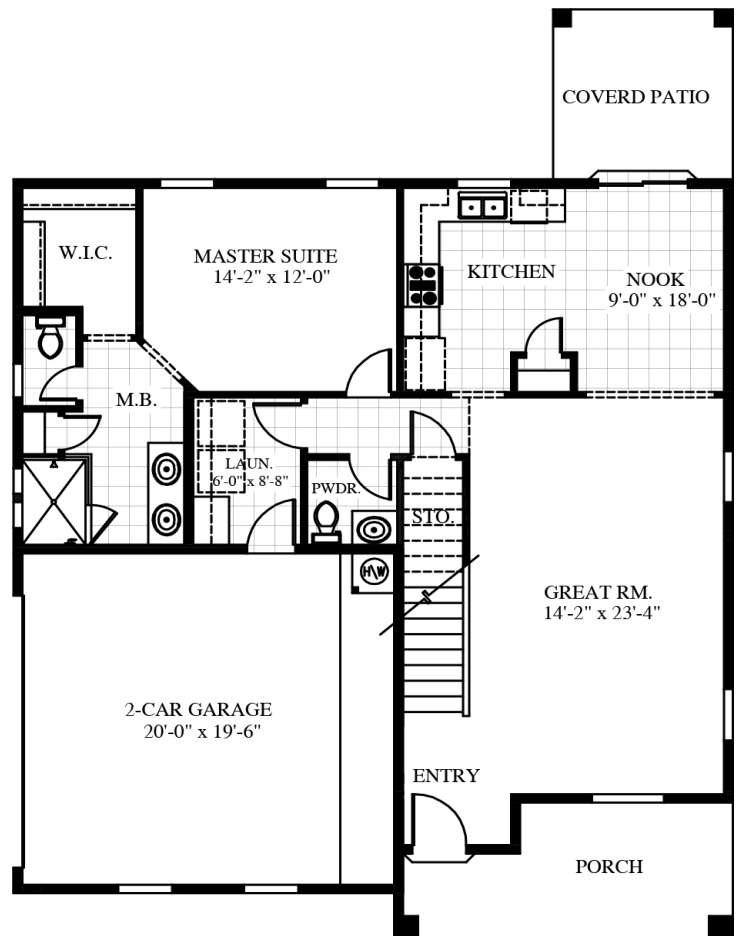 COVERD PATIO
W.I.C.
MASTER SUITE
14'-2" x 12'-0"
KITCHEN
NOOK
9'-0" x 18'-0"
M.B.
LAUN.
6'-0" x 8'-8"
PWDR.
STO.
H\W
GREAT RM.
14'-2" x 23'-4"
2-CAR GARAGE
20'-0" x 19'-6"
ENTRY
PORCH